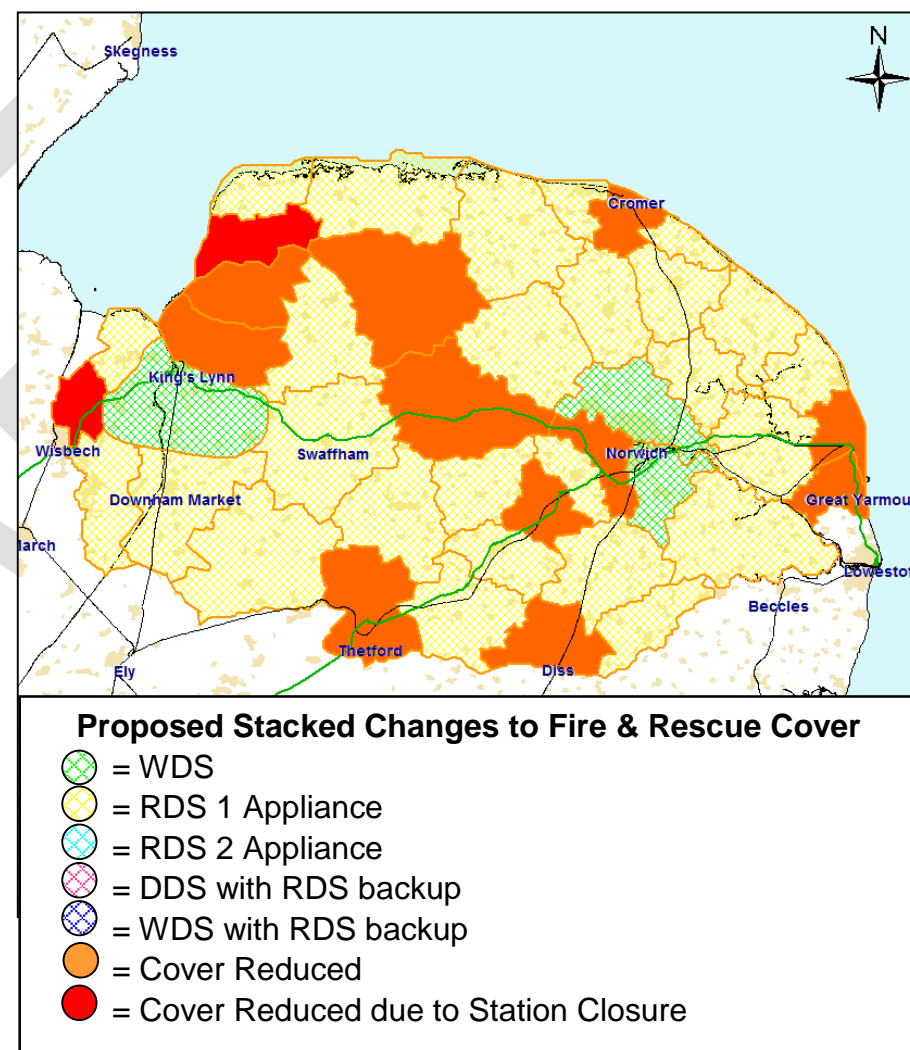 Skegness
N
Cromer
King's Lynn
Wisbech
Swaffham
Norwich
Downham Market
Great Yarmou
March
Lowestof
Beccles
Thetford
Ely
Diss
Proposed Stacked Changes to Fire & Rescue Cover
= WDS
= RDS 1 Appliance
= RDS 2 Appliance
= DDS with RDS backup
= WDS with RDS backup
= Cover Reduced
= Cover Reduced due to Station Closure